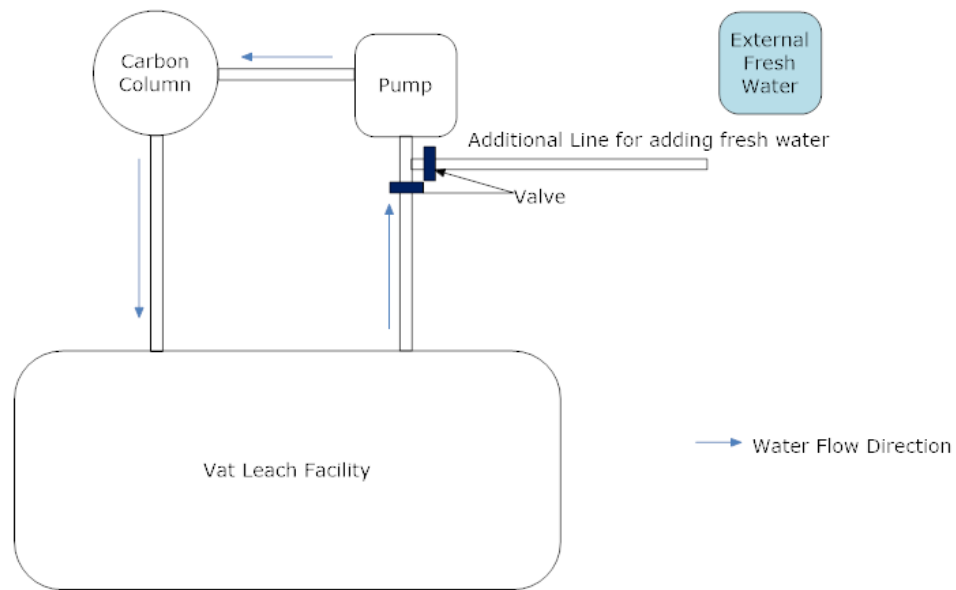 Carbon
Column
Pump
External
Fresh
Water
Additional Line for adding fresh water
Valve
Vat Leach Facility
Water Flow Direction